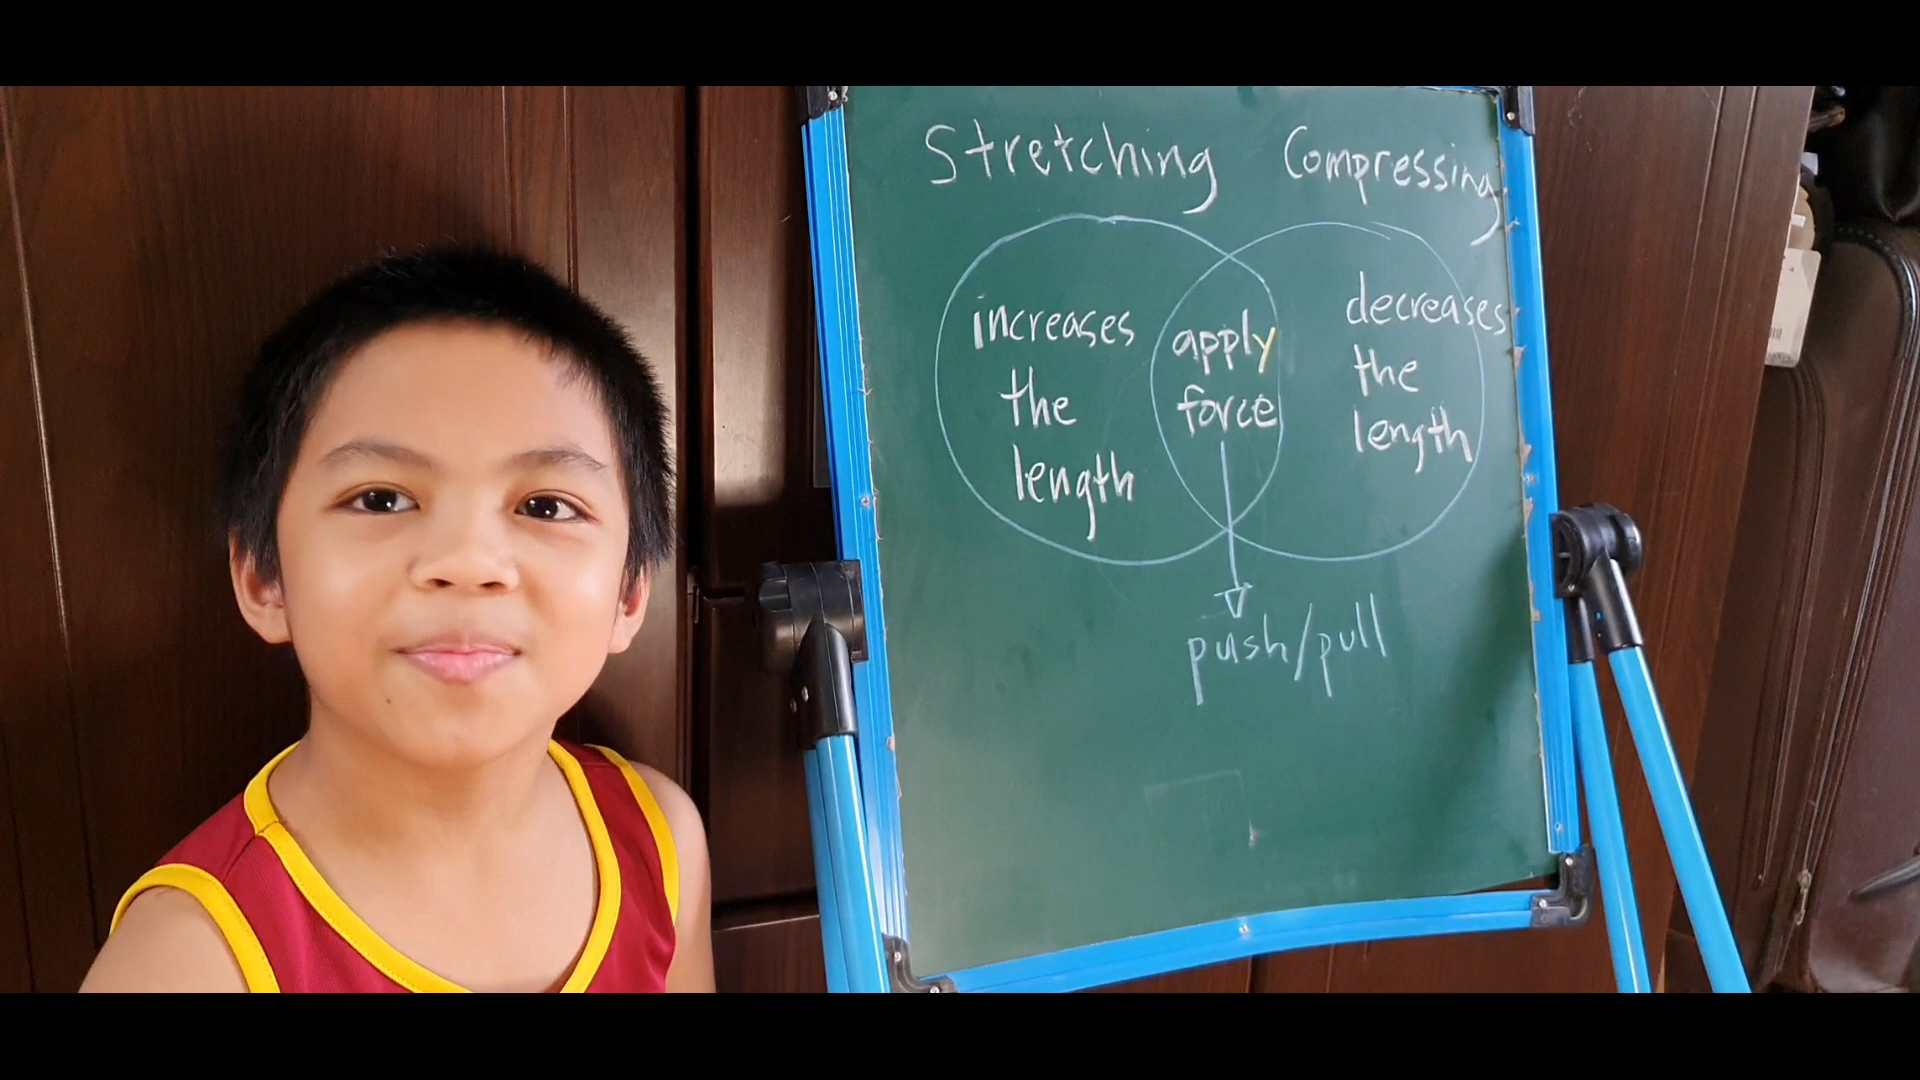 Stretching
Compressing
increases
the
length
apply
force
decreases
the
length
push/pull